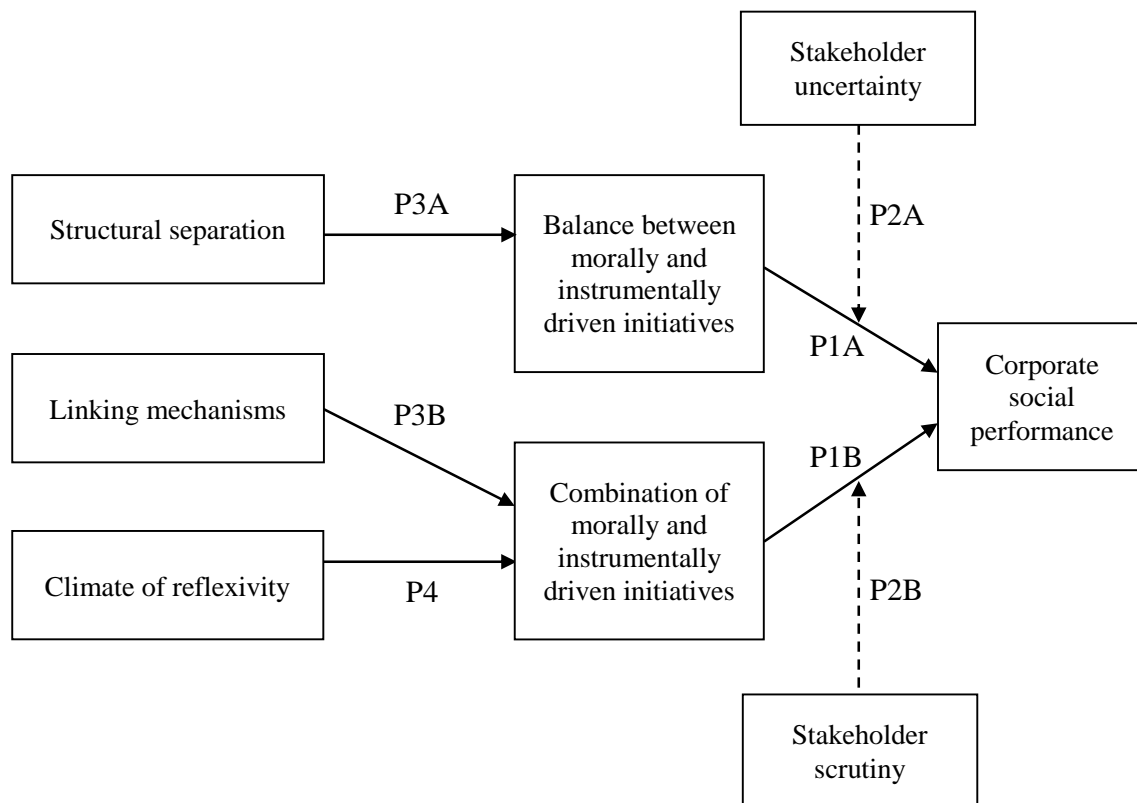 Stakeholder
uncertainty
P3A
P2A
Structural separation
Balance between
morally and
instrumentally
driven initiatives
P1A
Corporate
social
performance
Linking mechanisms
P3B
P1B
Combination of
morally and
instrumentally
driven initiatives
Climate of reflexivity
P4
P2B
Stakeholder
scrutiny